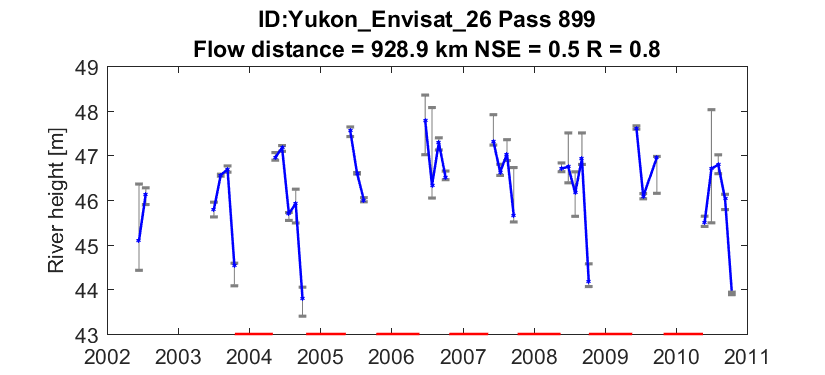 ID:Yukon_Envisat_26 Pass 899
Flow distance = 928.9 km NSE = 0.5 R = 0.8
River height [m]
49
48
47
46
45
44
43
2002 2003 2004 2005 2006 2007 2008 2009 2010 2011